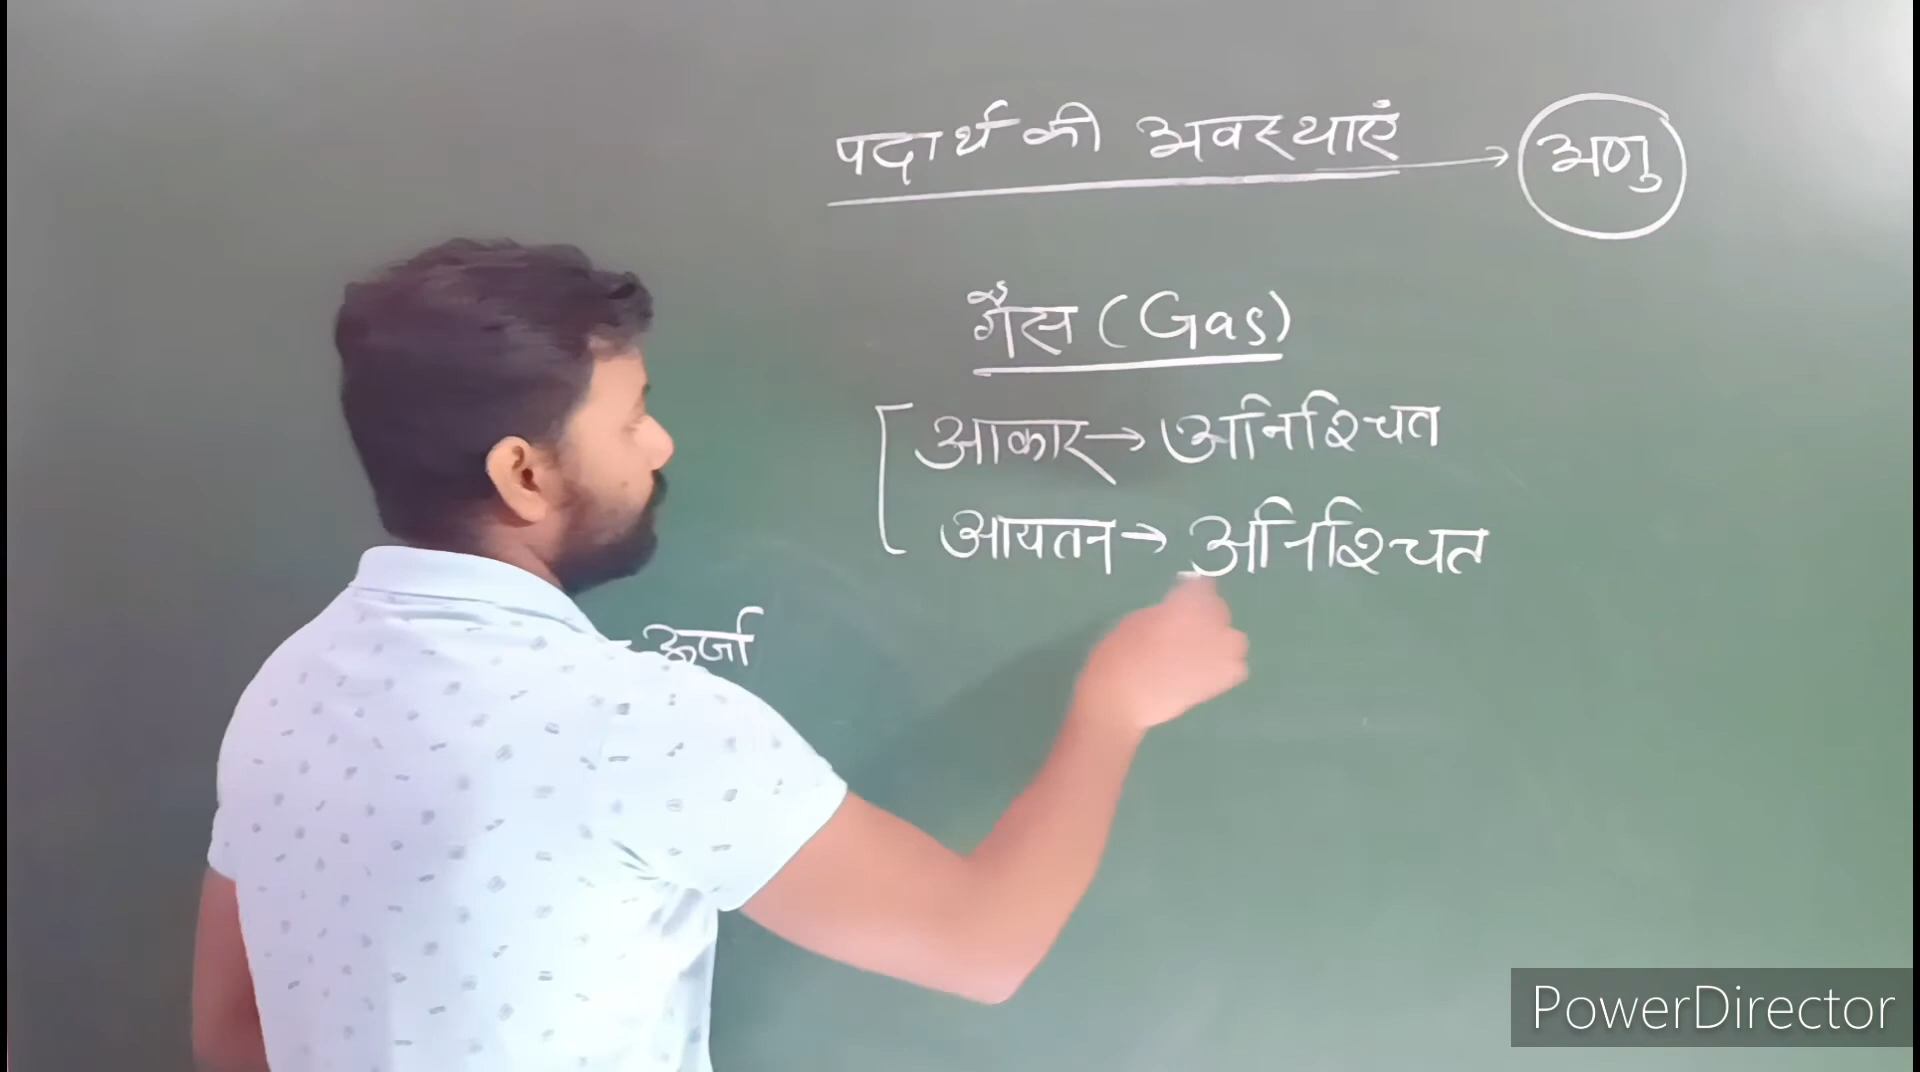 पदार्थ की अवस्थाएं → अणु
गैस (Gas)
आकार → अनिश्चित
आयतन → अनिश्चित
ऊर्जा
PowerDirector